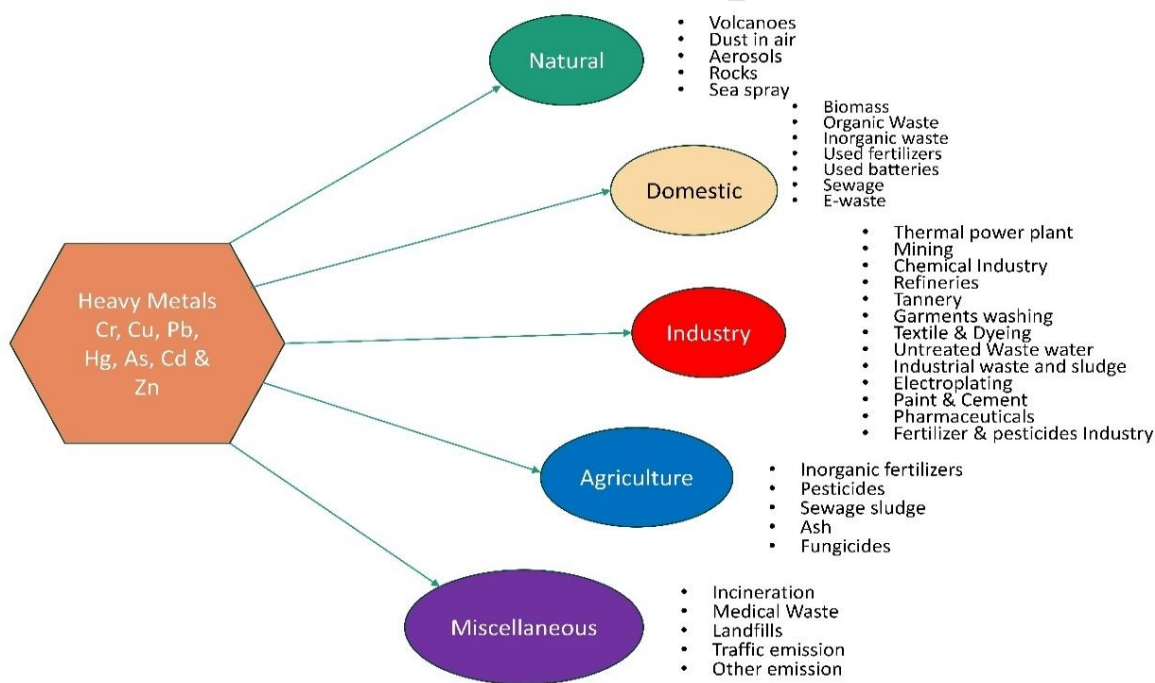 Heavy Metals
Cr, Cu, Pb,
Hg, As, Cd &
Zn
Natural
• Volcanoes
• Dust in air
• Aerosols
• Rocks
• Sea spray
Domestic
• Biomass
• Organic Waste
• Inorganic waste
• Used fertilizers
• Used batteries
• Sewage
• E-waste
Industry
• Thermal power plant
• Mining
• Chemical Industry
• Refineries
• Tannery
• Garments washing
• Textile & Dyeing
• Untreated Waste water
• Industrial waste and sludge
• Electroplating
• Paint & Cement
• Pharmaceuticals
• Fertilizer & pesticides Industry
Agriculture
• Inorganic fertilizers
• Pesticides
• Sewage sludge
• Ash
• Fungicides
Miscellaneous
• Incineration
• Medical Waste
• Landfills
• Traffic emission
• Other emission